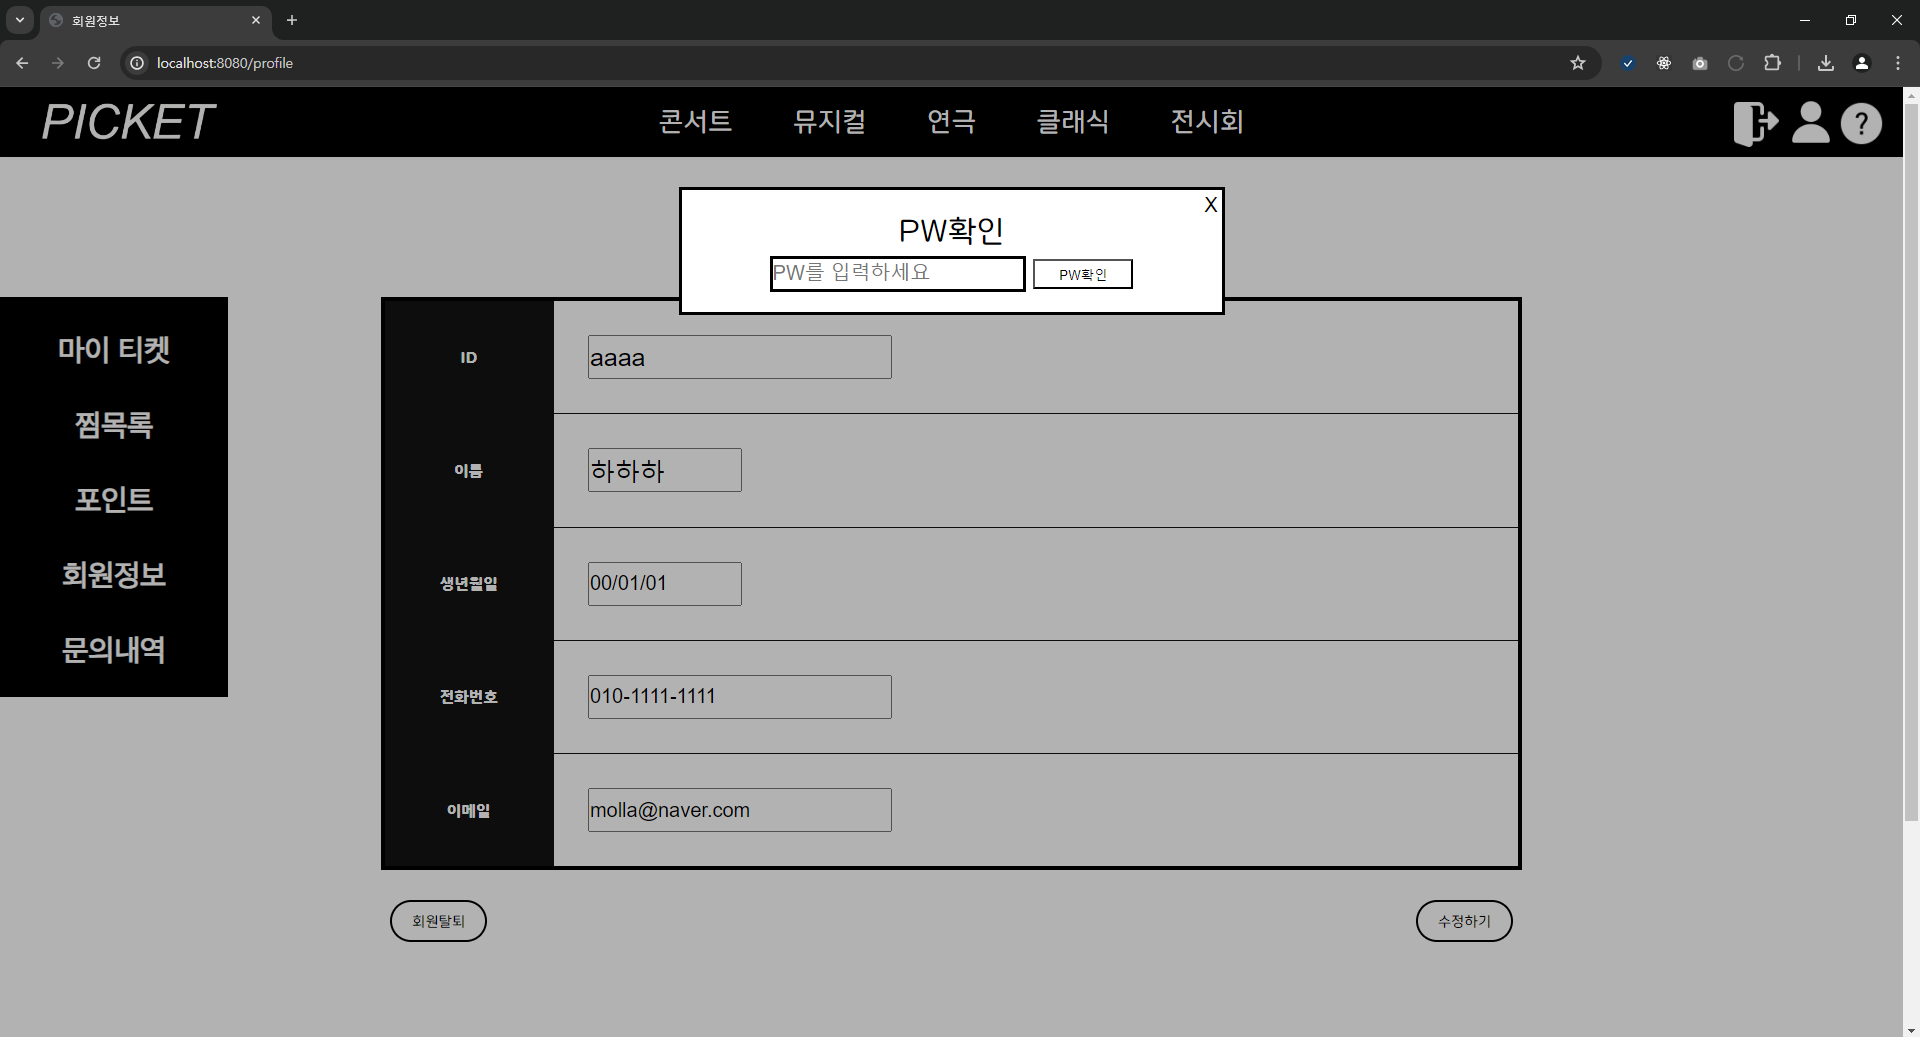 회원정보
localhost:8080/profile
PICKET
콘서트 뮤지컬 연극 클래식 전시회
?
X
PW확인
PW를 입력하세요 PW확인
마이 티켓
찜목록
포인트
회원정보
문의내역
ID aaaa
이름 하하하
생년월일 00/01/01
전화번호 010-1111-1111
이메일 molla@naver.com
회원탈퇴 수정하기